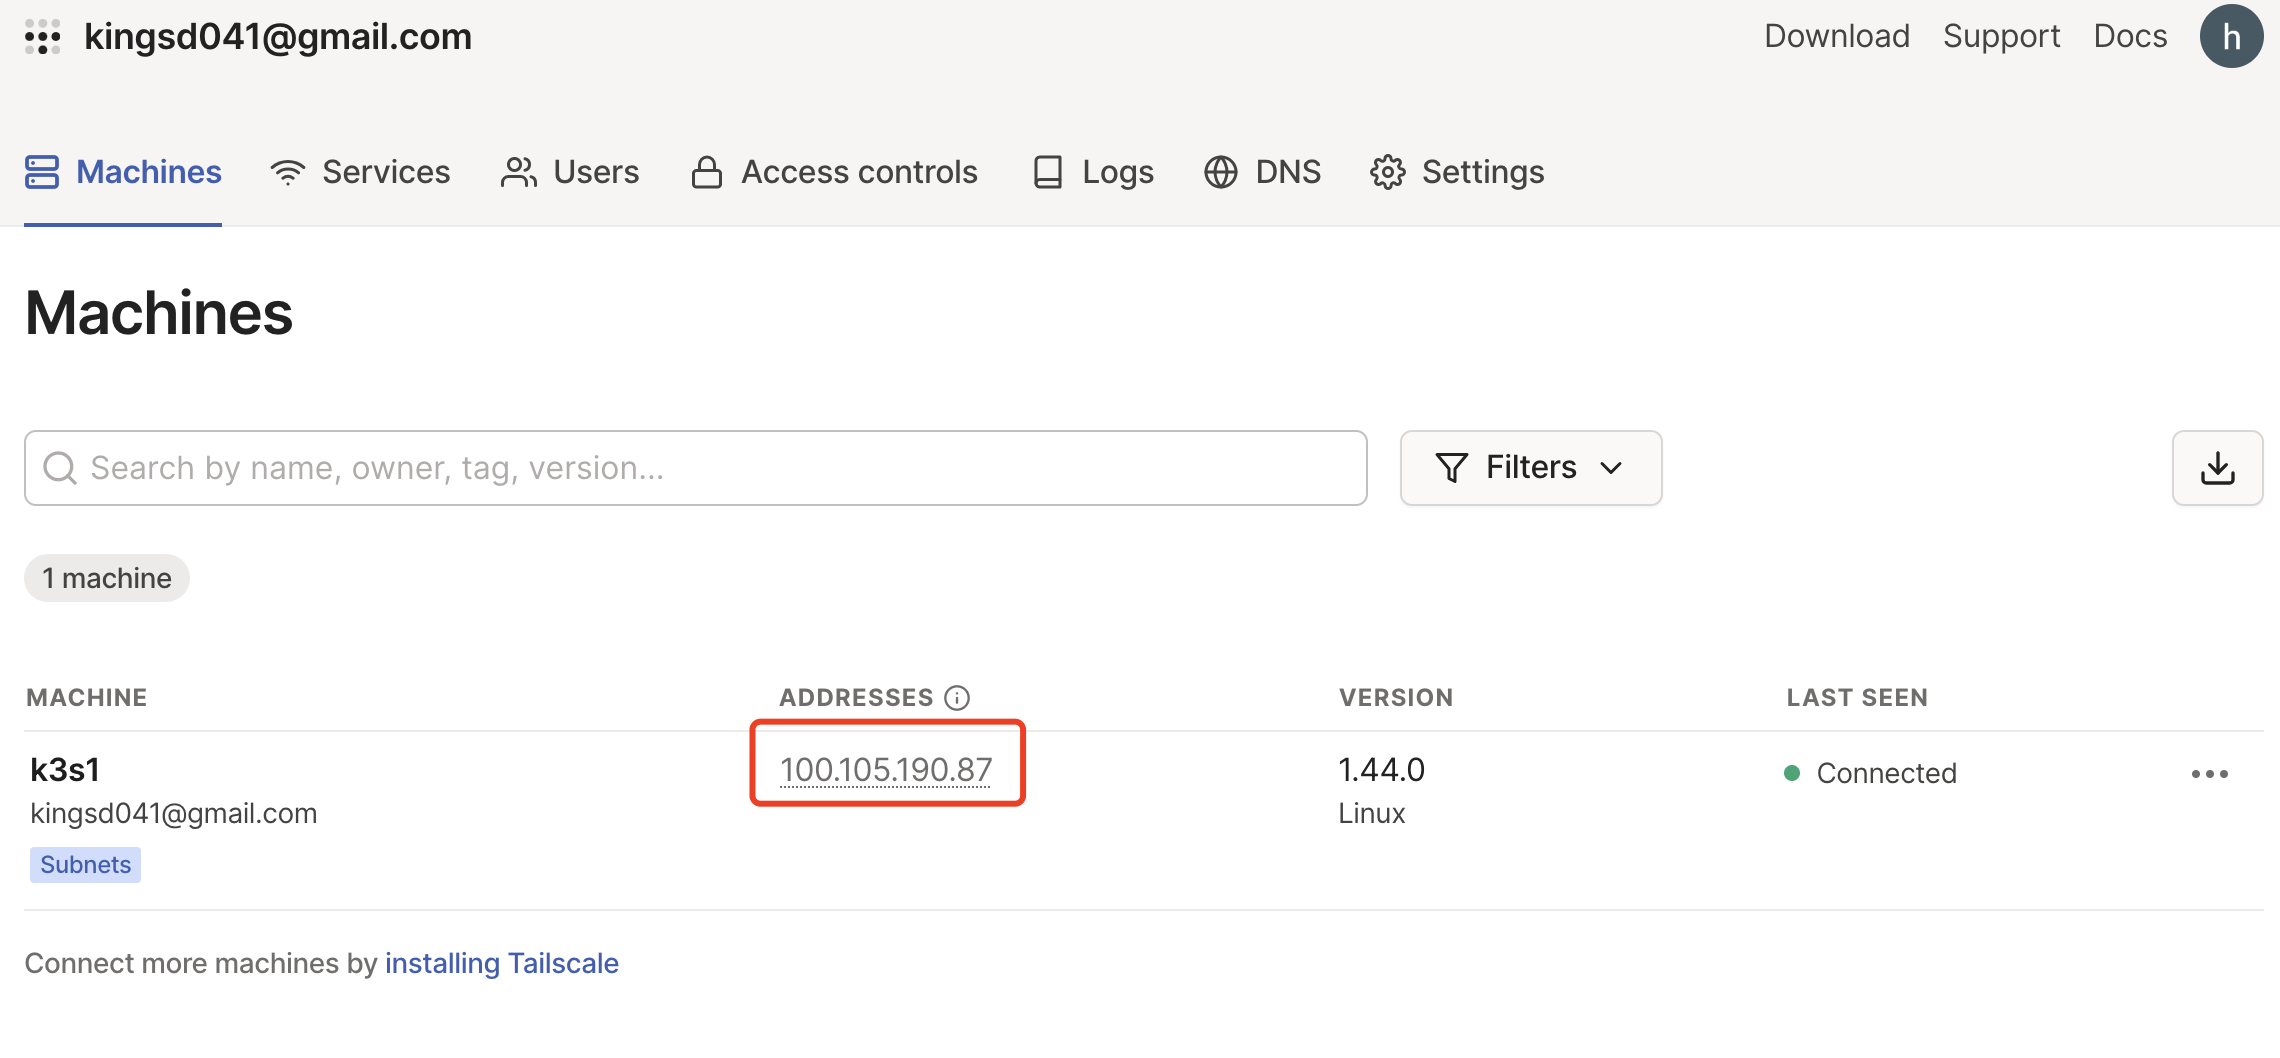 kingsd041@gmail.com
Download Support Docs h
Machines Services Users Access controls Logs DNS Settings
Machines
Search by name, owner, tag, version...
Filters
1 machine
MACHINE ADDRESSES VERSION LAST SEEN
k3s1 100.105.190.87 1.44.0 Connected
kingsd041@gmail.com Linux
Subnets
Connect more machines by installing Tailscale